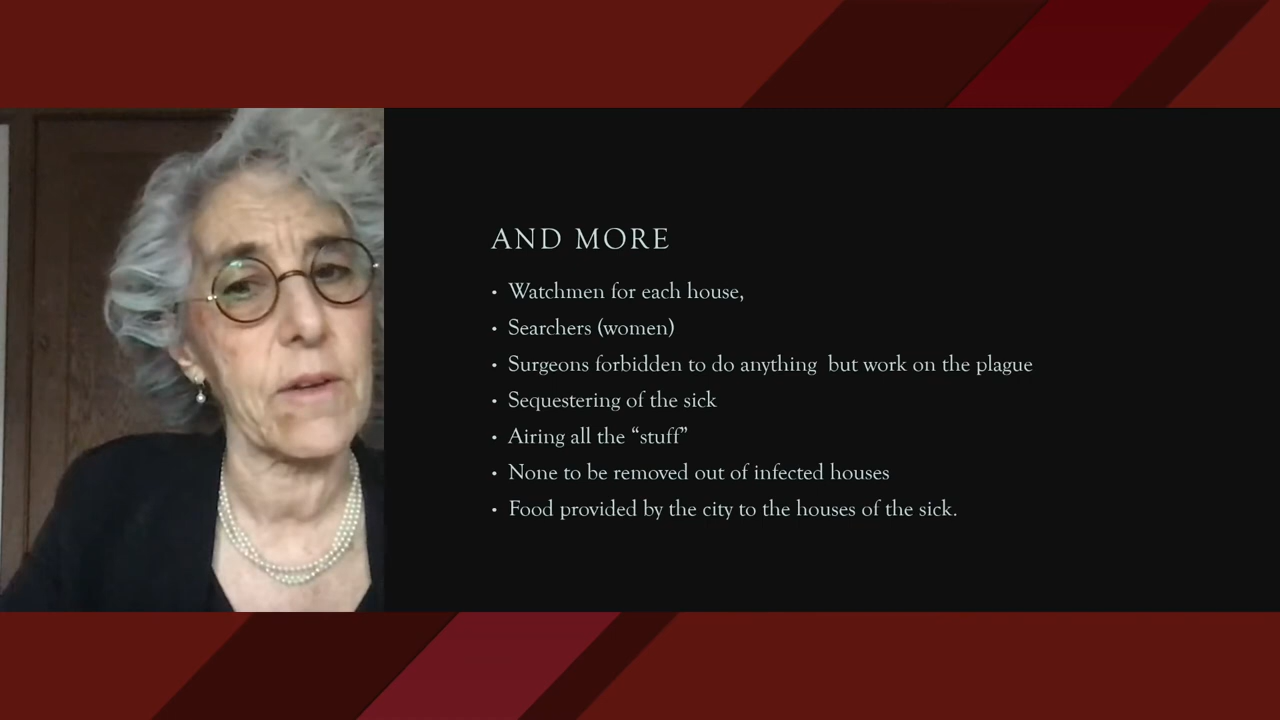 AND MORE
• Watchmen for each house,
• Searchers (women)
• Surgeons forbidden to do anything  but work on the plague
• Sequestering of the sick
• Airing all the “stuff”
• None to be removed out of infected houses
• Food provided by the city to the houses of the sick.